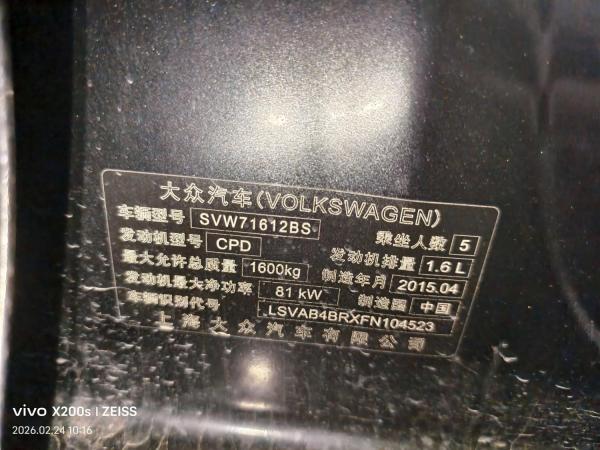 大众汽车(VOLKSWAGEN)
车辆型号 SVW71612BS 乘坐人数 5
发动机型号 CPD 发动机排量 1.6 L
最大允许总质量 1600kg 制造年月 2015.04
发动机最大净功率 81 kW 制造国 中国
车辆识别代号 LSVAB4BRXFN104523
上海大众汽车有限公司
vivo X200s | ZEISS
2026.02.24 10:16